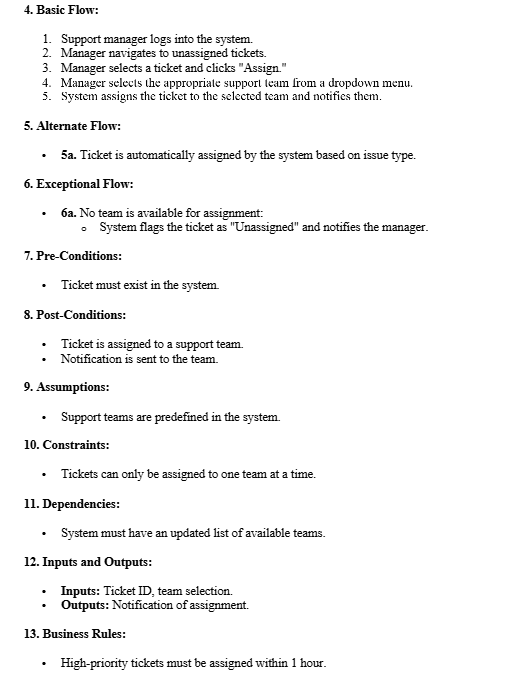 4. Basic Flow:
1. Support manager logs into the system.
2. Manager navigates to unassigned tickets.
3. Manager selects a ticket and clicks "Assign."
4. Manager selects the appropriate support team from a dropdown menu.
5. System assigns the ticket to the selected team and notifies them.
5. Alternate Flow:
• 5a. Ticket is automatically assigned by the system based on issue type.
6. Exceptional Flow:
• 6a. No team is available for assignment:
o System flags the ticket as "Unassigned" and notifies the manager.
7. Pre-Conditions:
• Ticket must exist in the system.
8. Post-Conditions:
• Ticket is assigned to a support team.
• Notification is sent to the team.
9. Assumptions:
• Support teams are predefined in the system.
10. Constraints:
• Tickets can only be assigned to one team at a time.
11. Dependencies:
• System must have an updated list of available teams.
12. Inputs and Outputs:
• Inputs: Ticket ID, team selection.
• Outputs: Notification of assignment.
13. Business Rules:
• High-priority tickets must be assigned within 1 hour.